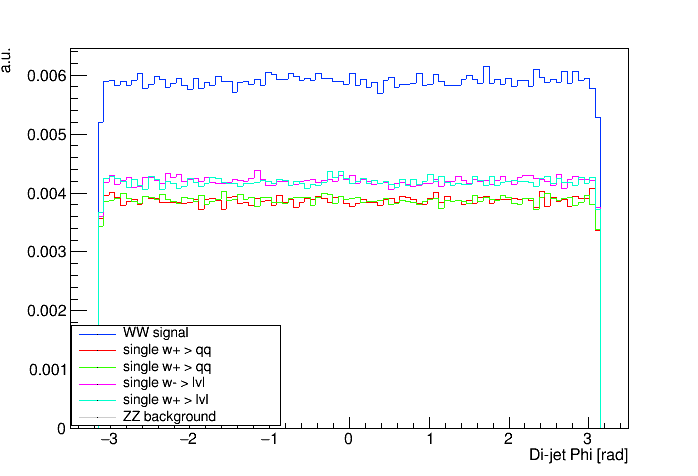 a.u.
0.006
0.005
0.004
0.003
0.002
0.001
0
WW signal
single w+ > qq
single w+ > qq
single w- > lvl
single w+ > lvl
ZZ background
−3 −2 −1 0 1 2 3
Di-jet Phi [rad]